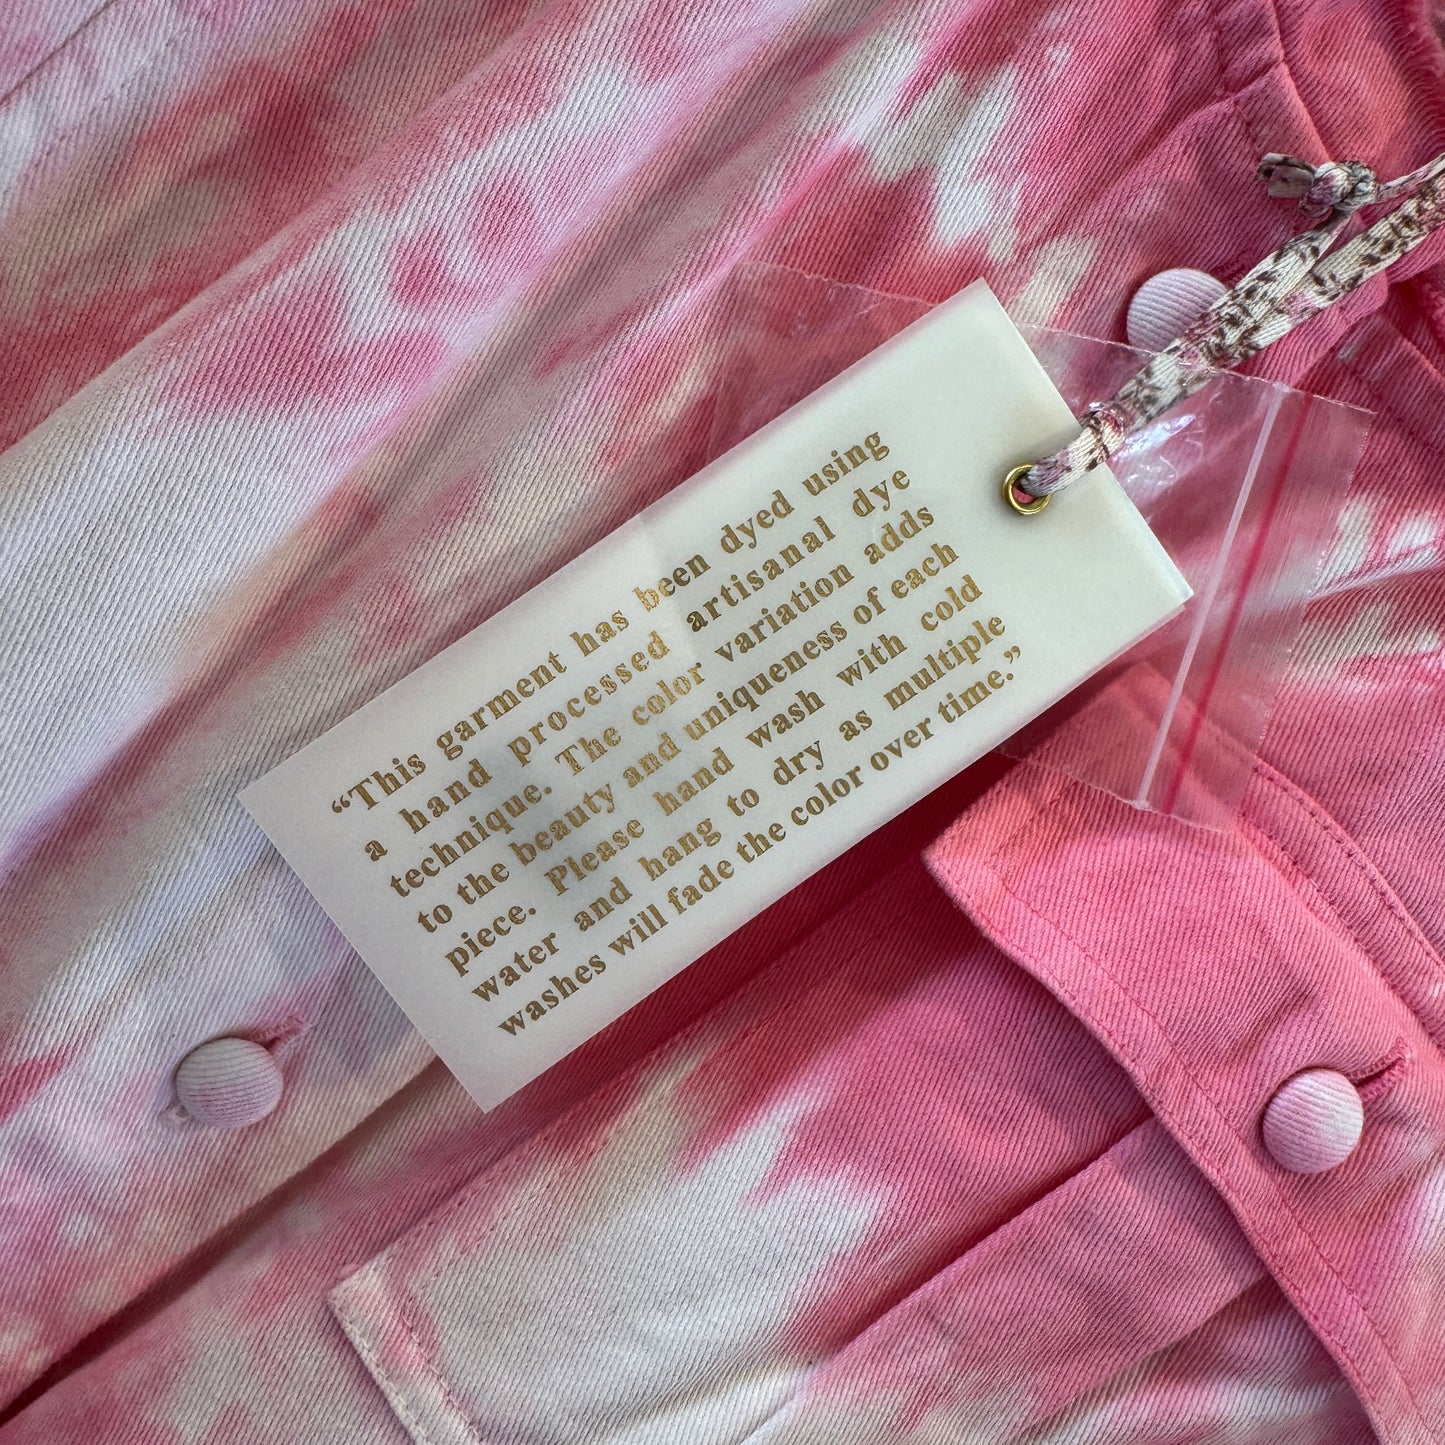 “This garment has been dyed using
a hand processed artisanal dye
technique. The color variation adds
to the beauty and uniqueness of each
piece. Please hand wash with cold
water and hang to dry as multiple
washes will fade the color over time.”